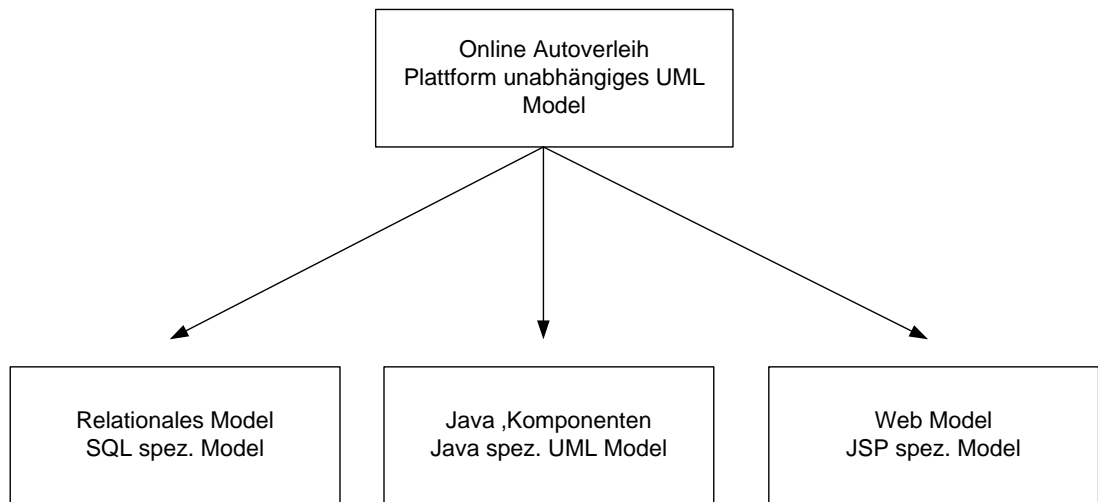 Online Autoverleih
Plattform unabhängiges UML
Model
Relationales Model
SQL spez. Model
Java ,Komponenten
Java spez. UML Model
Web Model
JSP spez. Model